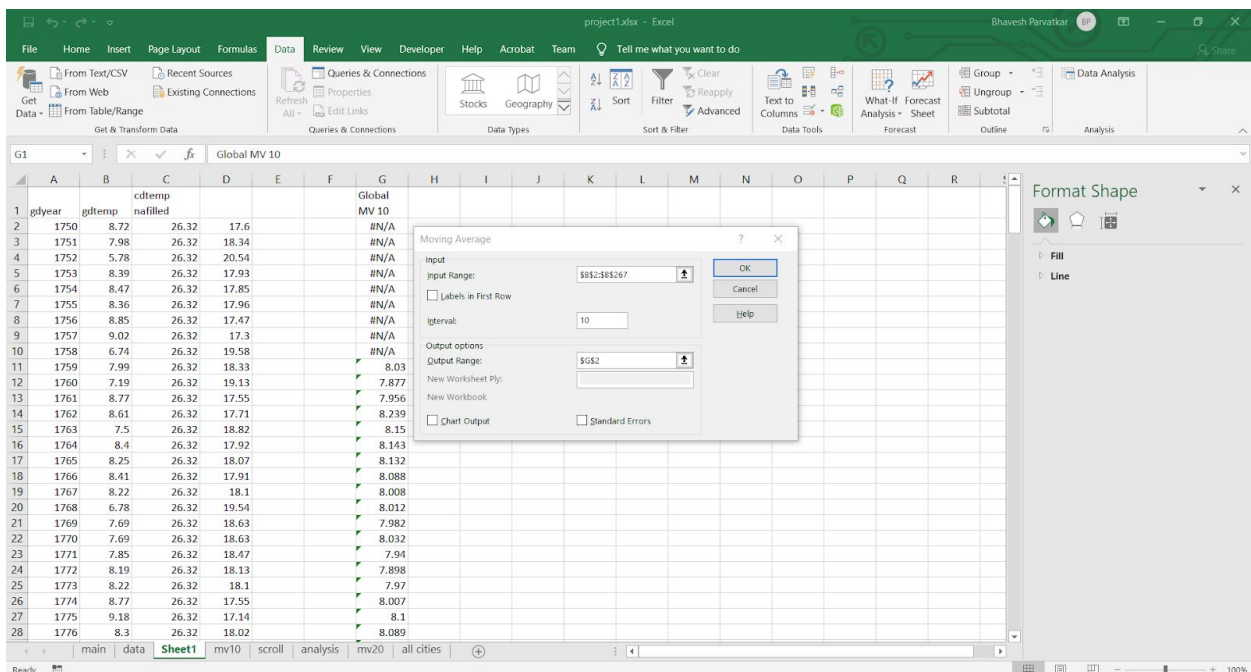 project1.xlsx - Excel
Bhavesh Parvatkar BP
File Home Insert Page Layout Formulas Data Review View Developer Help Acrobat Team Tell me what you want to do Share
Get Data
From Text/CSV
From Web
From Table/Range
Recent Sources
Existing Connections
Get & Transform Data
Refresh All
Queries & Connections
Properties
Edit Links
Queries & Connections
Stocks Geography
Data Types
Sort
Filter
Clear
Reapply
Advanced
Sort & Filter
Text to Columns
Data Tools
What-If Analysis
Forecast Sheet
Forecast
Group
Ungroup
Subtotal
Outline
Data Analysis
Analysis
G1 fx Global MV 10
A B C D E F G H I J K L M N O P Q R
1 gdyear gdtemp cdtemp nafilled Global MV 10
2 1750 8.72 26.32 17.6 #N/A
3 1751 7.98 26.32 18.34 #N/A
4 1752 5.78 26.32 20.54 #N/A
5 1753 8.39 26.32 17.93 #N/A
6 1754 8.47 26.32 17.85 #N/A
7 1755 8.36 26.32 17.96 #N/A
8 1756 8.85 26.32 17.47 #N/A
9 1757 9.02 26.32 17.3 #N/A
10 1758 6.74 26.32 19.58 #N/A
11 1759 7.99 26.32 18.33 8.03
12 1760 7.19 26.32 19.13 7.877
13 1761 8.77 26.32 17.55 7.956
14 1762 8.61 26.32 17.71 8.239
15 1763 7.5 26.32 18.82 8.15
16 1764 8.4 26.32 17.92 8.143
17 1765 8.25 26.32 18.07 8.132
18 1766 8.41 26.32 17.91 8.088
19 1767 8.22 26.32 18.1 8.008
20 1768 6.78 26.32 19.54 8.012
21 1769 7.69 26.32 18.63 7.982
22 1770 7.69 26.32 18.63 8.032
23 1771 7.85 26.32 18.47 7.94
24 1772 8.19 26.32 18.13 7.898
25 1773 8.22 26.32 18.1 7.97
26 1774 8.77 26.32 17.55 8.007
27 1775 9.18 26.32 17.14 8.1
28 1776 8.3 26.32 18.02 8.089
Moving Average ?
Input
Input Range: $B$2:$B$267
Labels in First Row
Interval: 10
Output options
Output Range: $G$2
New Worksheet Ply:
New Workbook
Chart Output Standard Errors
OK
Cancel
Help
Format Shape
Fill
Line
main data Sheet1 mv10 scroll analysis mv20 all cities
Ready 100%